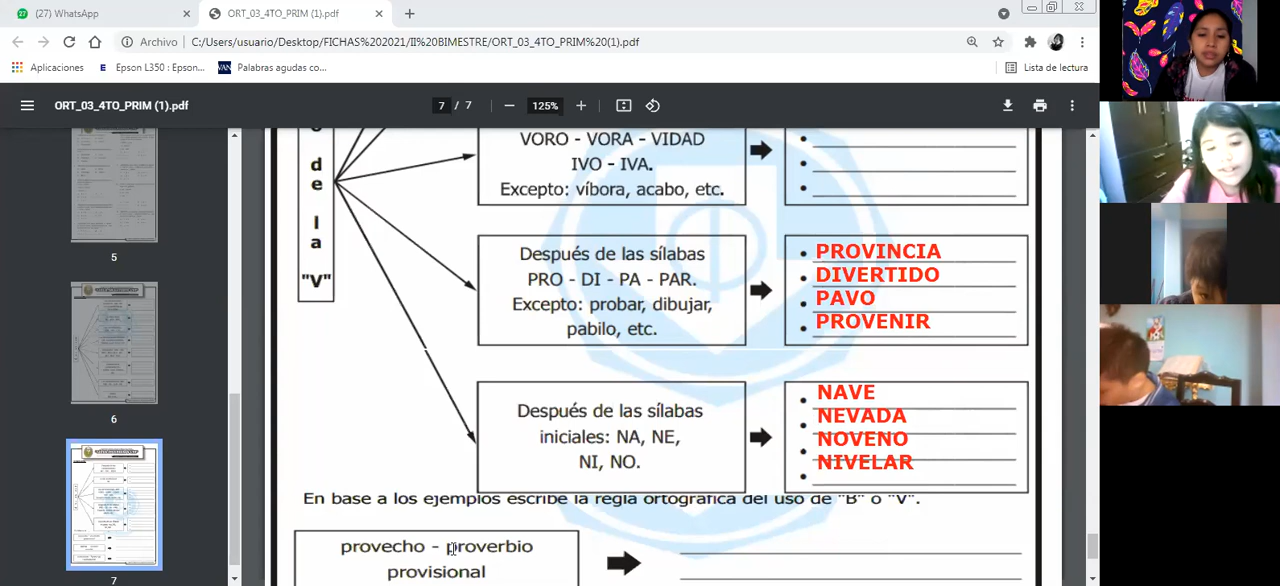 (27) WhatsApp
ORT_03_4TO_PRIM (1).pdf
Archivo
C:/Users/usuario/Desktop/FICHAS%202021/II%20BIMESTRE/ORT_03_4TO_PRIM%20(1).pdf
Aplicaciones
E Epson L350 : Epson...
VAN Palabras agudas co...
Lista de lectura
ORT_03_4TO_PRIM (1).pdf
7 / 7
125%
5
6
7
d
e
l
a
"V"
VORO - VORA - VIDAD
IVO - IVA.
Excepto: víbora, acabo, etc.
Después de las sílabas
PRO - DI - PA - PAR.
Excepto: probar, dibujar,
pabilo, etc.
PROVINCIA
DIVERTIDO
PAVO
PROVENIR
Después de las sílabas
iniciales: NA, NE,
NI, NO.
NAVE
NEVADA
NOVENO
NIVELAR
En base a los ejemplos escribe la regla ortográfica del uso de "B" o "V".
provecho - proverbio
provisional